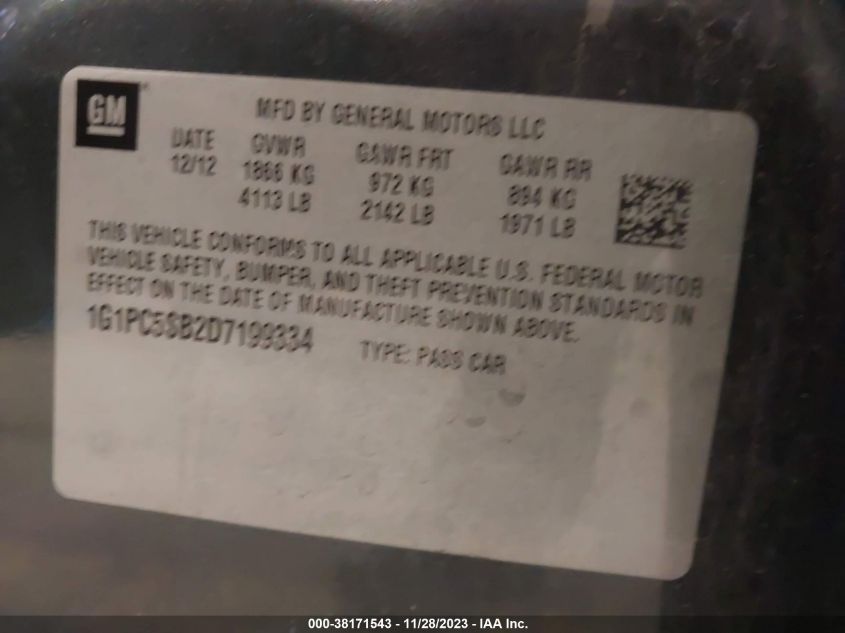 GM
MFD BY GENERAL MOTORS LLC
DATE GVWR GAWR FRT GAWR RR
12/12 1866 KG 972 KG 894 KG
4113 LB 2142 LB 1971 LB
THIS VEHICLE CONFORMS TO ALL APPLICABLE U.S. FEDERAL MOTOR
VEHICLE SAFETY, BUMPER, AND THEFT PREVENTION STANDARDS IN
EFFECT ON THE DATE OF MANUFACTURE SHOWN ABOVE.
1G1PC5SB2D7199334 TYPE: PASS CAR
000-38171543 - 11/28/2023 - IAA Inc.